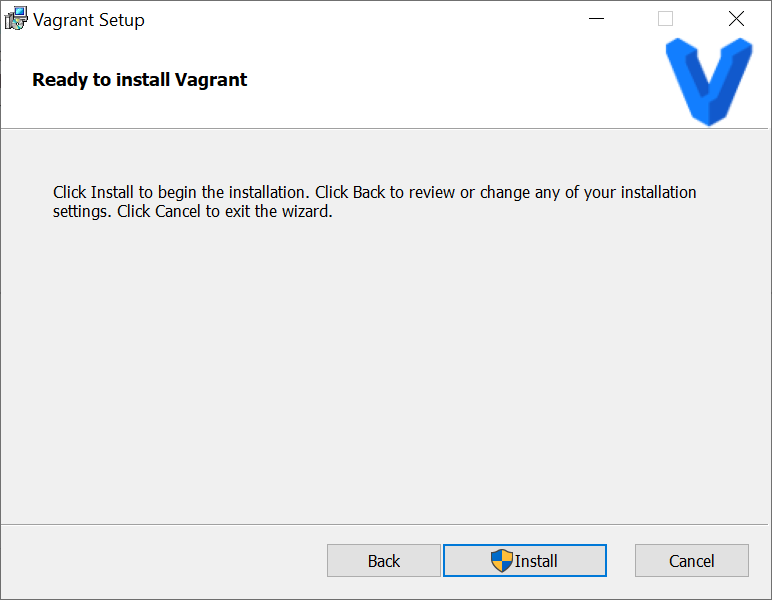 Vagrant Setup
Ready to install Vagrant
Click Install to begin the installation. Click Back to review or change any of your installation
settings. Click Cancel to exit the wizard.
Back
Install
Cancel